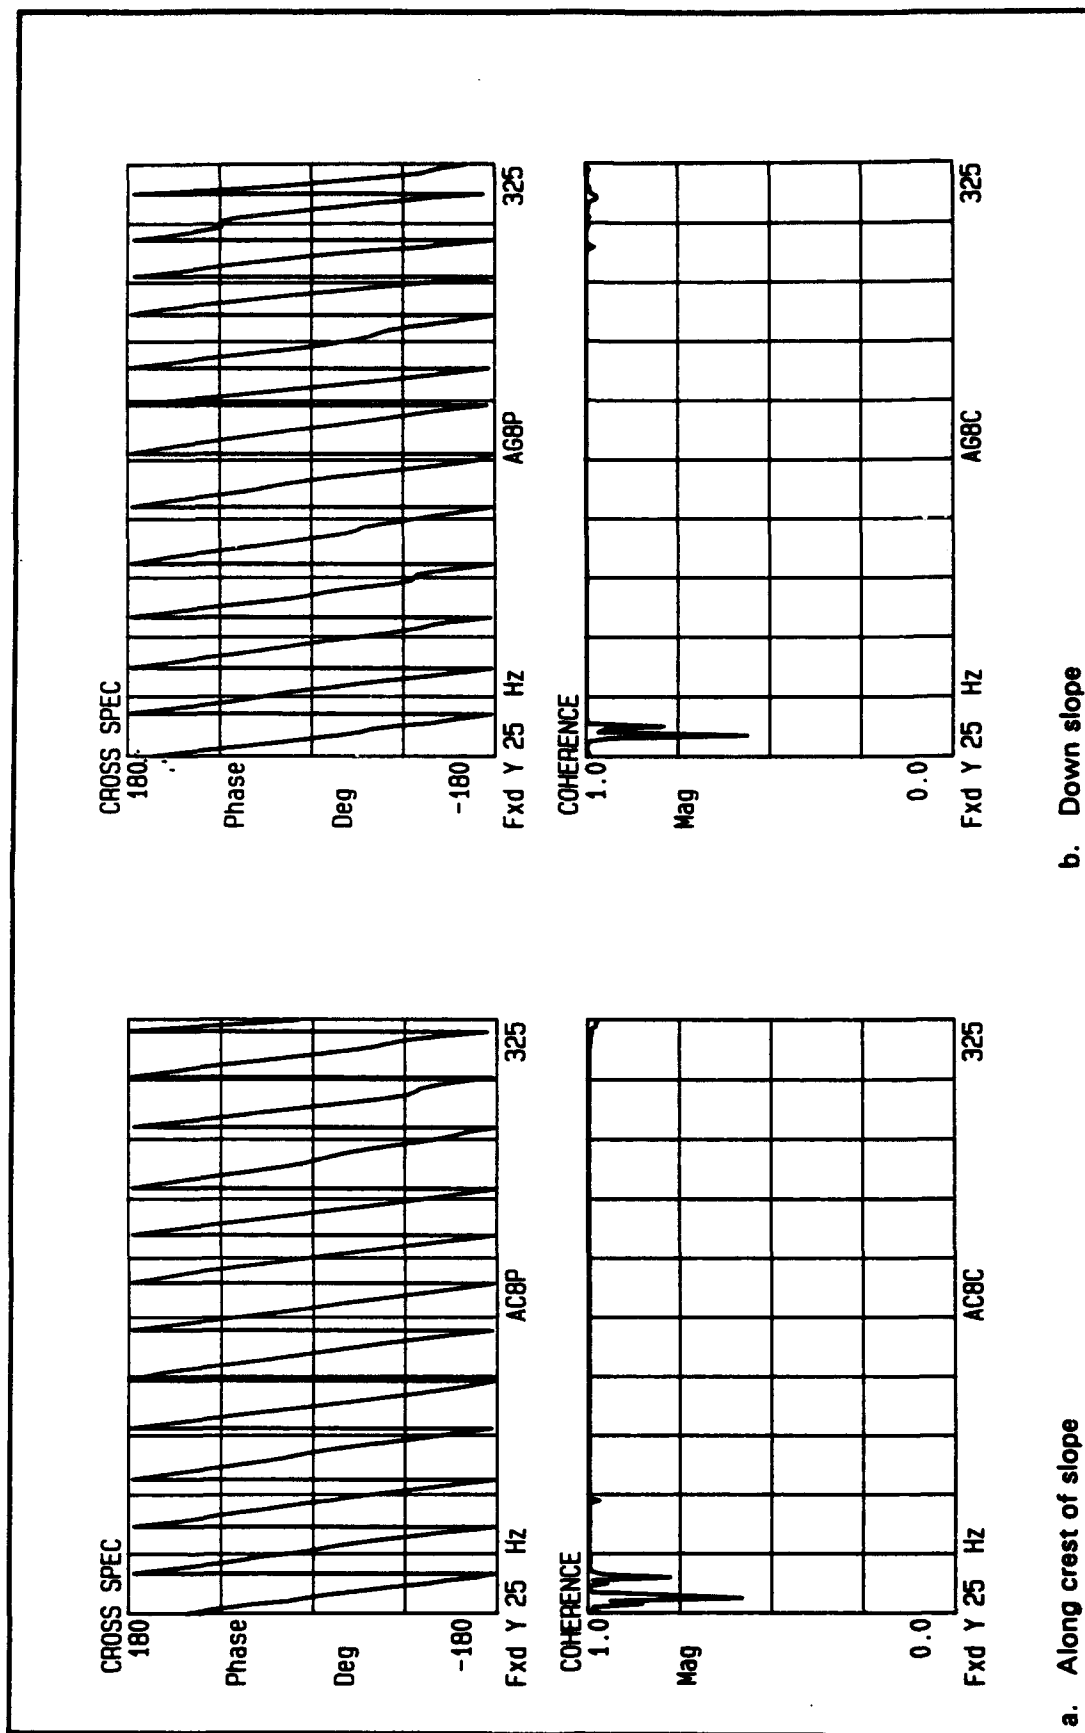 CROSS SPEC
180
Phase
Deg
-180
Fxd Y 25 Hz AC8P 325
COHERENCE
1.0
Mag
0.0
Fxd Y 25 Hz AC8C 325
a. Along crest of slope
CROSS SPEC
180
Phase
Deg
-180
Fxd Y 25 Hz AG8P 325
COHERENCE
1.0
Mag
0.0
Fxd Y 25 Hz AG8C 325
b. Down slope